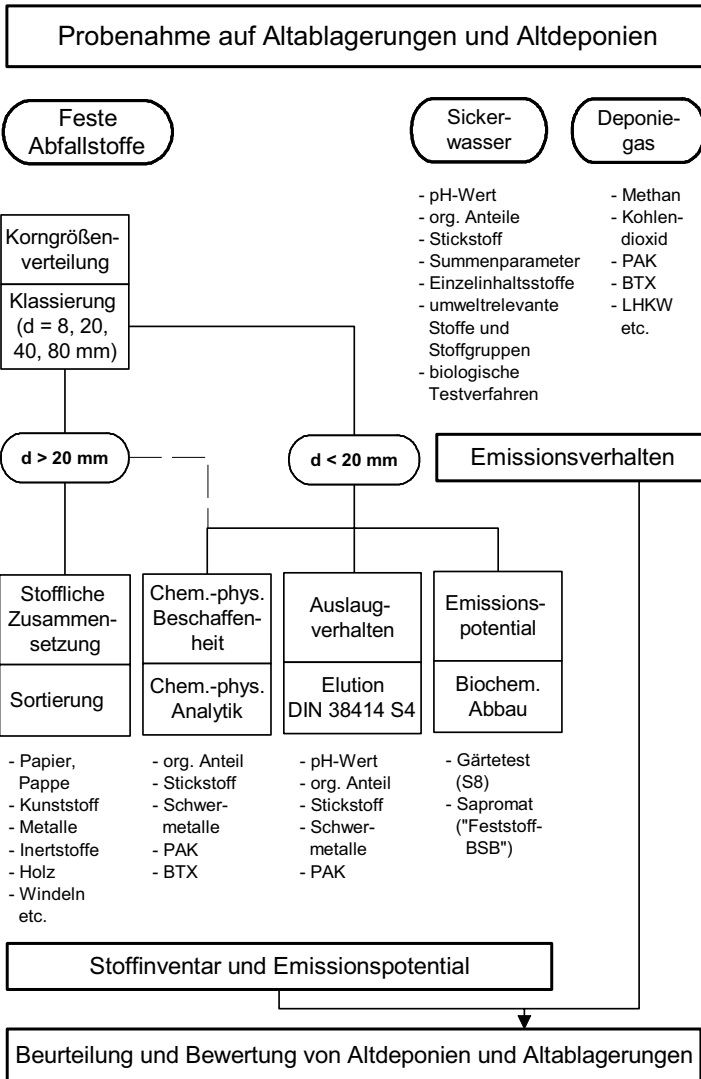 Probenahme auf Altablagerungen und Altdeponien
Feste
Abfallstoffe
Sicker-
wasser
Deponie-
gas
- pH-Wert
- org. Anteile
- Stickstoff
- Summenparameter
- Einzelinhaltsstoffe
- umweltrelevante
Stoffe und
Stoffgruppen
- biologische
Testverfahren
- Methan
- Kohlen-
dioxid
- PAK
- BTX
- LHKW
etc.
Korngrößen-
verteilung
Klassierung
(d = 8, 20,
40, 80 mm)
d > 20 mm
d < 20 mm
Emissionsverhalten
Stoffliche
Zusammen-
setzung
Sortierung
- Papier,
Pappe
- Kunststoff
- Metalle
- Inertstoffe
- Holz
- Windeln
etc.
Chem.-phys.
Beschaffen-
heit
Chem.-phys.
Analytik
- org. Anteil
- Stickstoff
- Schwer-
metalle
- PAK
- BTX
Auslaug-
verhalten
Elution
DIN 38414 S4
- pH-Wert
- org. Anteil
- Stickstoff
- Schwer-
metalle
- PAK
Emissions-
potential
Biochem.
Abbau
- Gärtetest
(S8)
- Sapromat
("Feststoff-
BSB")
Stoffinventar und Emissionspotential
Beurteilung und Bewertung von Altdeponien und Altablagerungen